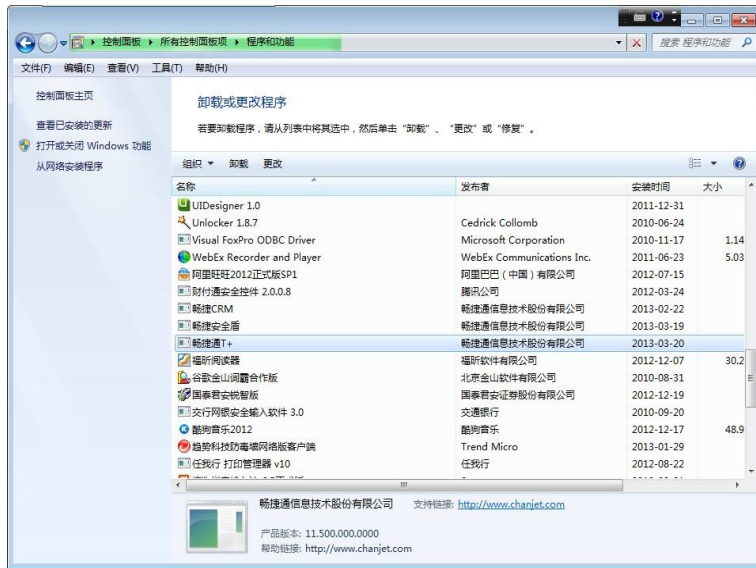 控制面板 ▸ 所有控制面板项 ▸ 程序和功能
搜索 程序和功能
文件(F) 编辑(E) 查看(V) 工具(T) 帮助(H)
控制面板主页
查看已安装的更新
打开或关闭 Windows 功能
从网络安装程序
卸载或更改程序
若要卸载程序，请从列表中将其选中，然后单击“卸载”、“更改”或“修复”。
组织 卸载 更改
名称 发布者 安装时间 大小
UIDesigner 1.0 2011-12-31
Unlocker 1.8.7 Cedrick Collomb 2010-06-24
Visual FoxPro ODBC Driver Microsoft Corporation 2010-11-17 1.14
WebEx Recorder and Player WebEx Communications Inc. 2011-06-23 5.03
阿里旺旺2012正式版SP1 阿里巴巴（中国）有限公司 2012-07-15
财付通安全控件 2.0.0.8 腾讯公司 2012-03-24
畅捷CRM 畅捷通信息技术股份有限公司 2013-02-22
畅捷安全盾 畅捷通信息技术股份有限公司 2013-03-19
畅捷通T+ 畅捷通信息技术股份有限公司 2013-03-20
福昕阅读器 福昕软件有限公司 2012-12-07 30.2
谷歌金山词霸合作版 北京金山软件有限公司 2010-08-31
国泰君安锐智版 国泰君安证券股份有限公司 2012-12-19
交行网银安全输入软件 3.0 交通银行 2010-09-20
酷狗音乐2012 酷狗音乐 2012-12-17 48.9
趋势科技防毒墙网络版客户端 Trend Micro 2013-01-29
任我行 打印管理器 v10 任我行 2012-08-22
畅捷通信息技术股份有限公司 支持链接: http://www.chanjet.com
产品版本: 11.500.000.0000
帮助链接: http://www.chanjet.com